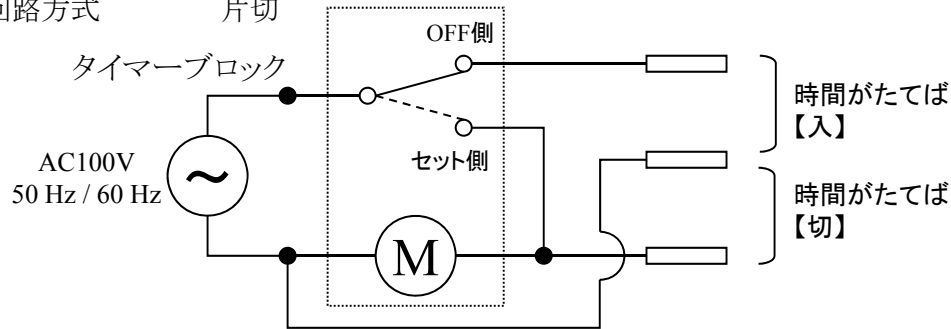 回路方式 片切
タイマーブロック
OFF側
セット側
AC100V
50 Hz / 60 Hz
M
時間がたてば
【入】
時間がたてば
【切】